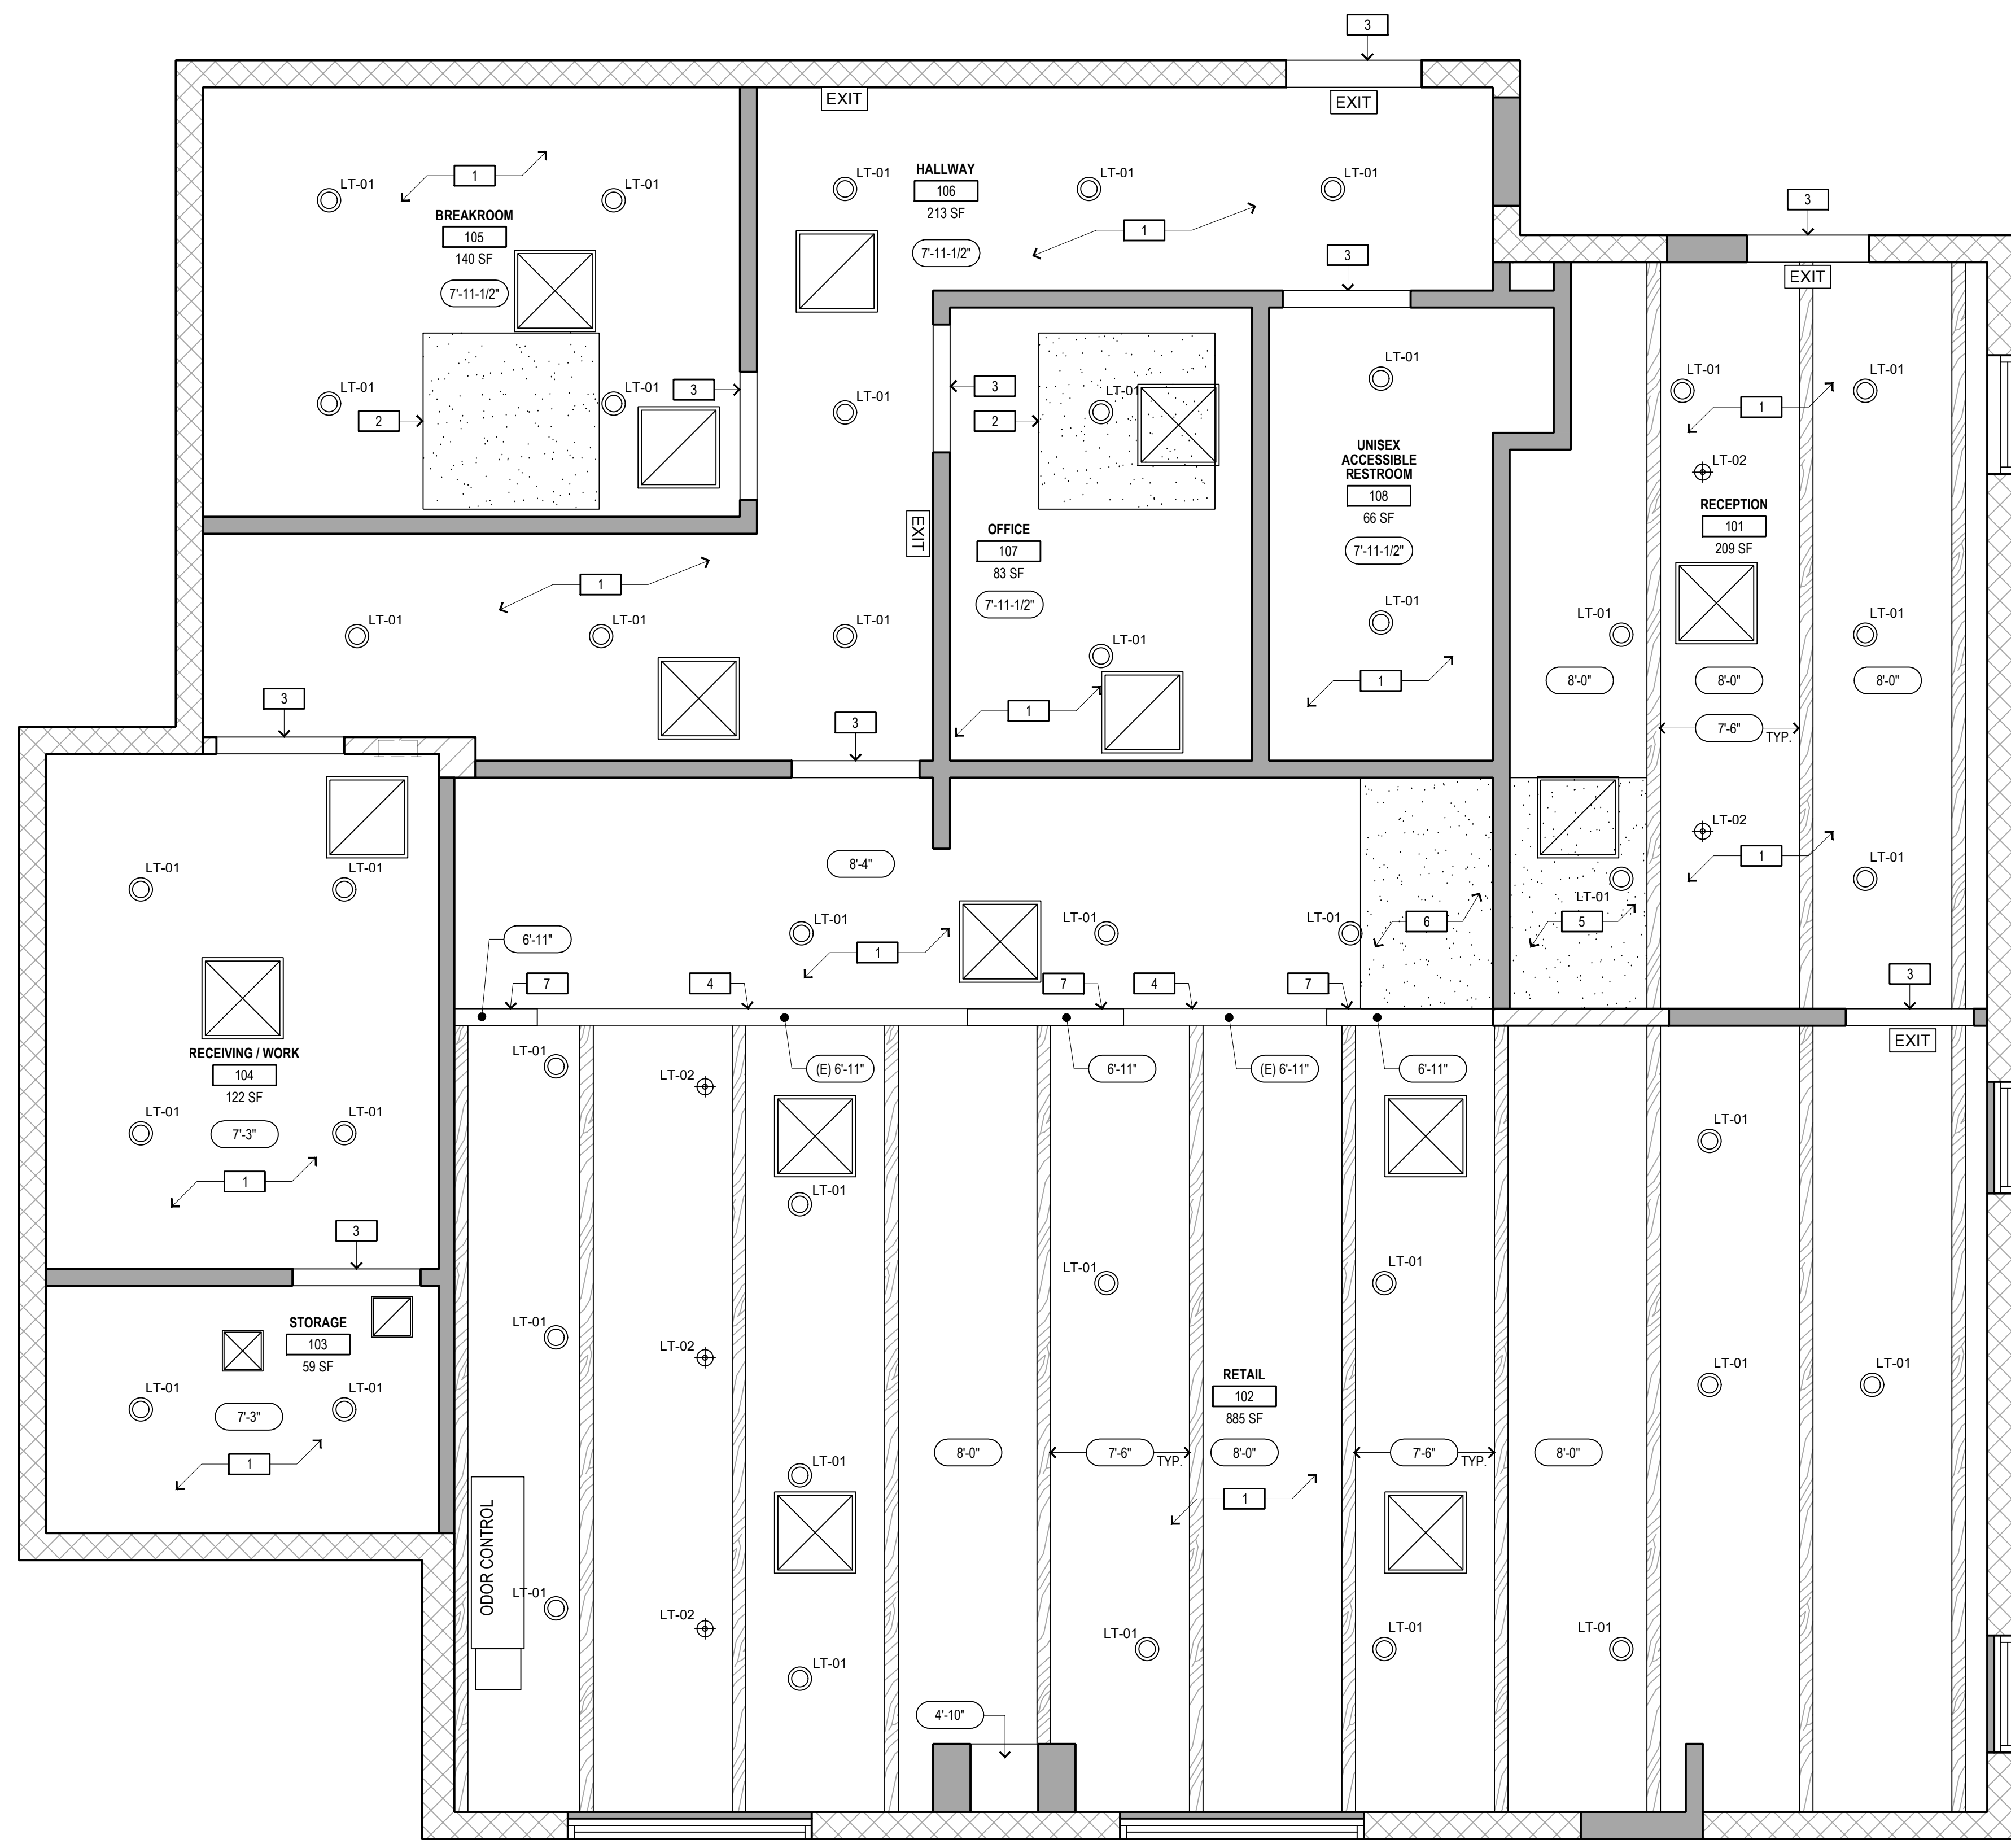 3
EXIT
EXIT
LT-01
1
LT-01
BREAKROOM
105
140 SF
7'-11-1/2"
LT-01
LT-01
2
3
LT-01
HALLWAY
106
213 SF
7'-11-1/2"
LT-01
LT-01
1
3
LT-01
3
2
LT-01
LT-01
UNISEX
ACCESSIBLE
RESTROOM
108
66 SF
7'-11-1/2"
LT-01
1
3
EXIT
LT-01
LT-01
1
LT-02
RECEPTION
101
209 SF
LT-01
LT-01
8'-0"
8'-0"
8'-0"
7'-6"
TYP.
LT-02
1
LT-01
LT-01
5
EXIT
OFFICE
107
83 SF
7'-11-1/2"
LT-01
1
1
LT-01
LT-01
LT-01
3
3
8'-4"
LT-01
LT-01
LT-01
6
1
6'-11"
7
4
7
4
7
3
EXIT
LT-01
LT-01
RECEIVING / WORK
104
122 SF
LT-01
LT-01
7'-3"
1
3
STORAGE
103
59 SF
LT-01
LT-01
7'-3"
1
LT-01
LT-02
(E) 6'-11"
6'-11"
(E) 6'-11"
6'-11"
LT-01
LT-01
LT-01
LT-01
LT-01
LT-02
RETAIL
102
885 SF
LT-01
LT-01
8'-0"
7'-6"
TYP.
8'-0"
7'-6"
TYP.
8'-0"
LT-01
1
ODOR CONTROL
LT-01
LT-02
LT-01
LT-01
LT-01
LT-01
4'-10"